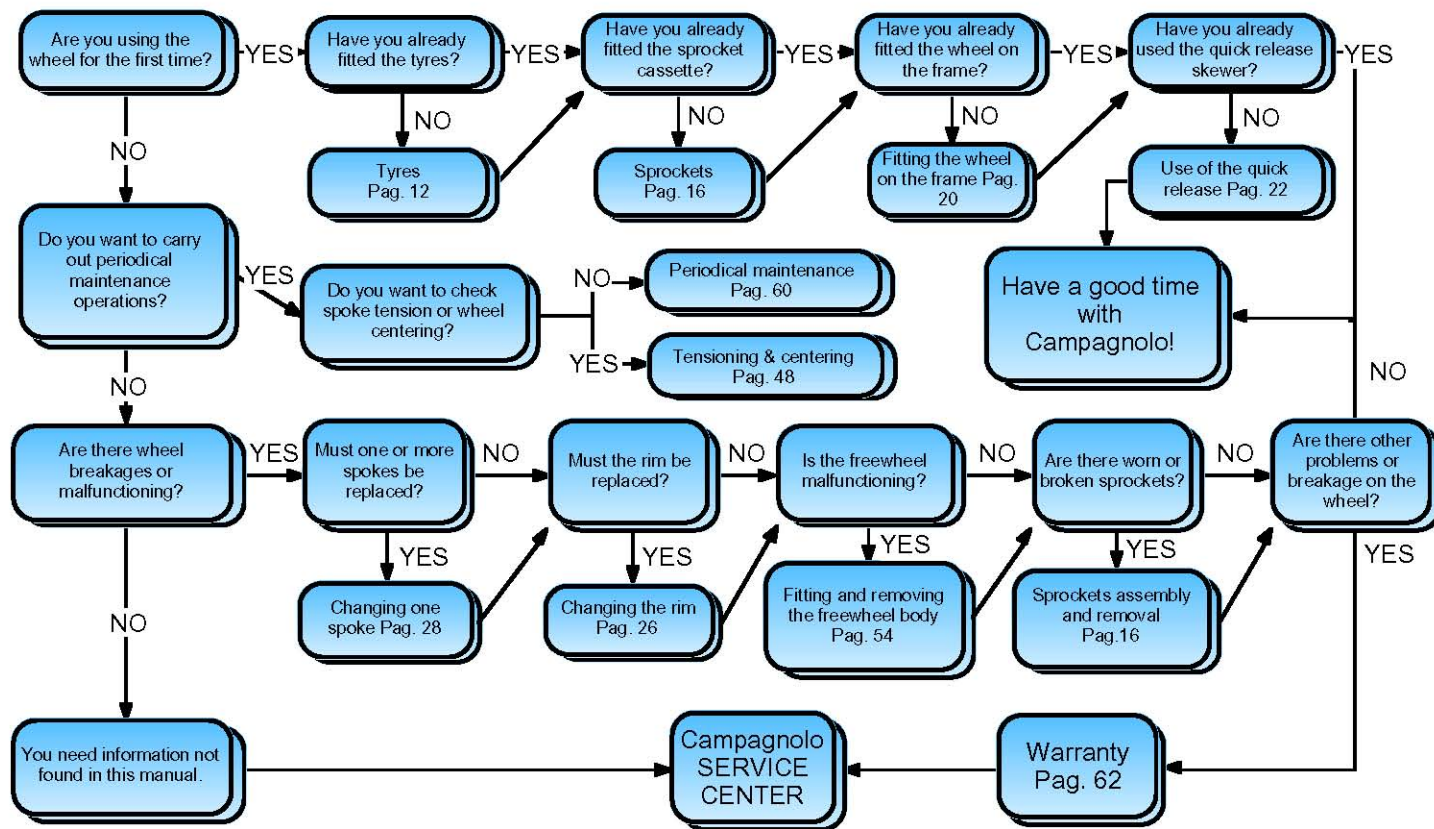 Are you using the
wheel for the first time?
YES
Have you already
fitted the tyres?
YES
Have you already
fitted the sprocket
cassette?
YES
Have you already
fitted the wheel on
the frame?
YES
Have you already
used the quick release
skewer?
YES
NO
NO
NO
NO
NO
Tyres
Pag. 12
Sprockets
Pag. 16
Fitting the wheel
on the frame Pag.
20
Use of the quick
release Pag. 22
Do you want to carry
out periodical
maintenance
operations?
YES
Do you want to check
spoke tension or wheel
centering?
NO
Periodical maintenance
Pag. 60
YES
Tensioning & centering
Pag. 48
Have a good time
with
Campagnolo!
NO
NO
Are there wheel
breakages or
malfunctioning?
YES
Must one or more
spokes be
replaced?
NO
Must the rim be
replaced?
NO
Is the freewheel
malfunctioning?
NO
Are there worn or
broken sprockets?
NO
Are there other
problems or
breakage on the
wheel?
YES
YES
YES
YES
YES
Changing one
spoke Pag. 28
Changing the rim
Pag. 26
Fitting and removing
the freewheel body
Pag. 54
Sprockets assembly
and removal
Pag.16
NO
You need information not
found in this manual.
Campagnolo
SERVICE
CENTER
Warranty
Pag. 62